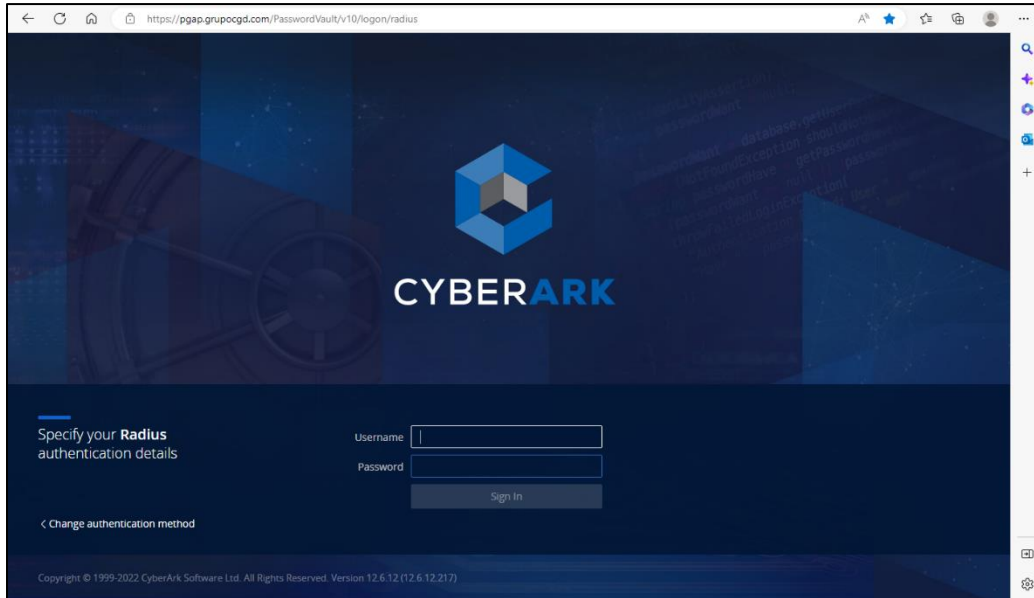 https://pgap.grupocgd.com/PasswordVault/v10/logon/radius
CYBERARK
Specify your Radius
authentication details
Username
Password
Sign In
< Change authentication method
Copyright © 1999-2022 CyberArk Software Ltd. All Rights Reserved. Version 12.6.12 (12.6.12.217)